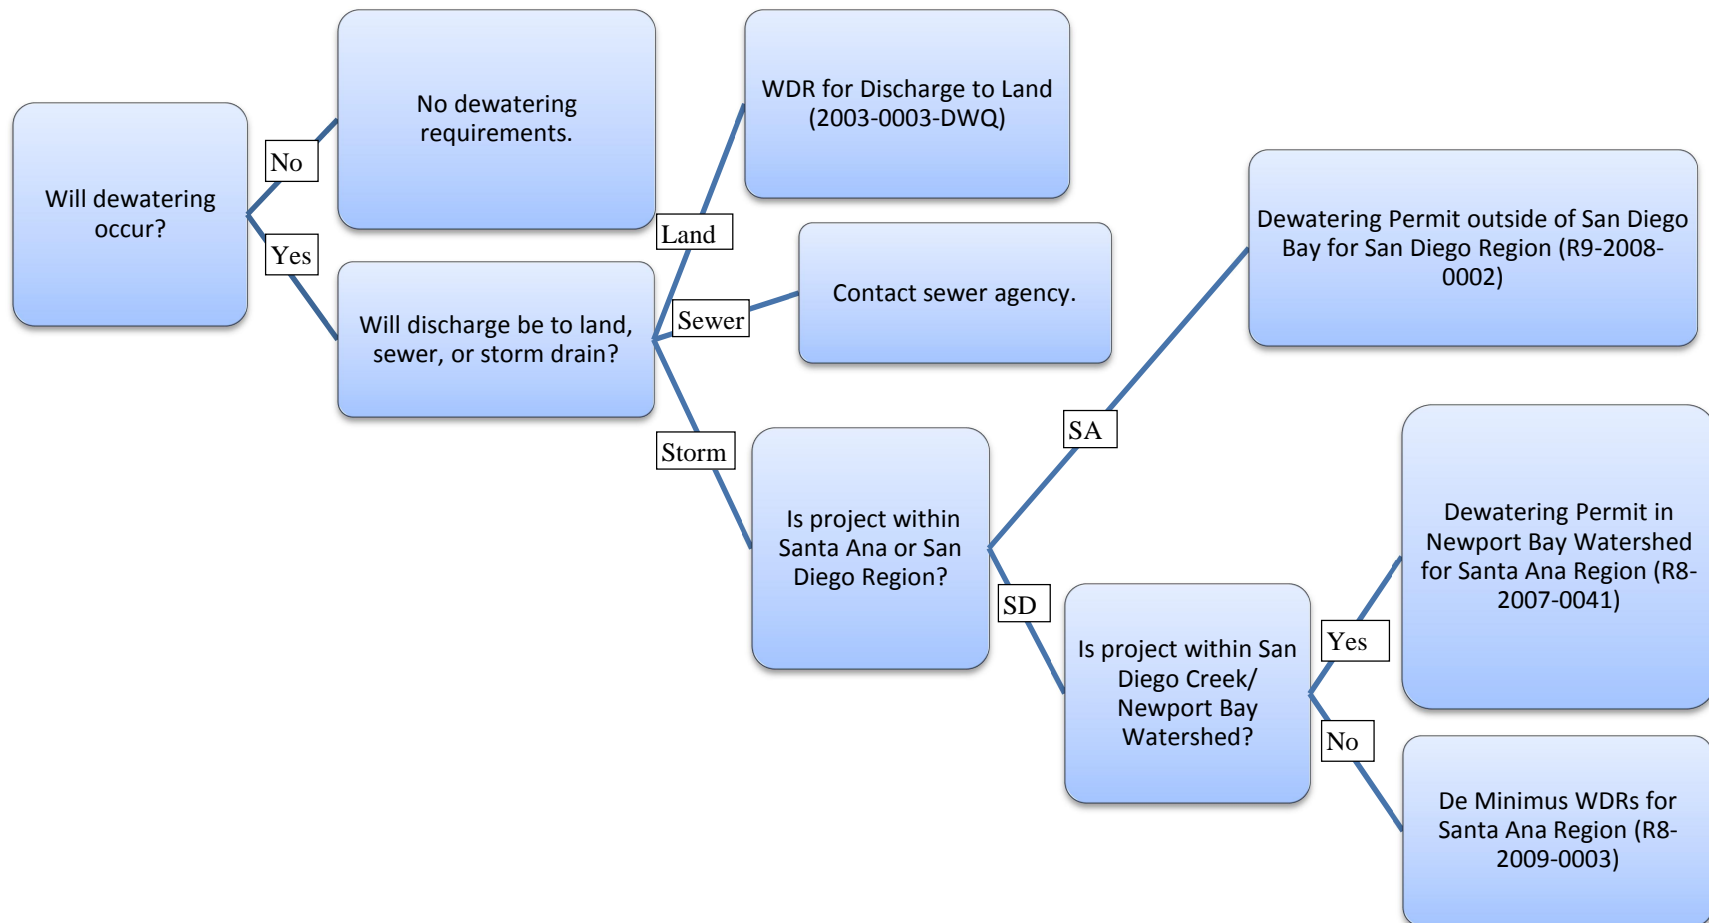 Will dewatering
occur?
No
No dewatering
requirements.
Yes
Will discharge be to land,
sewer, or storm drain?
Land
WDR for Discharge to Land
(2003-0003-DWQ)
Sewer
Contact sewer agency.
Storm
Is project within
Santa Ana or San
Diego Region?
SA
Dewatering Permit outside of San Diego
Bay for San Diego Region (R9-2008-
0002)
SD
Is project within San
Diego Creek/
Newport Bay
Watershed?
Yes
Dewatering Permit in
Newport Bay Watershed
for Santa Ana Region (R8-
2007-0041)
No
De Minimus WDRs for
Santa Ana Region (R8-
2009-0003)